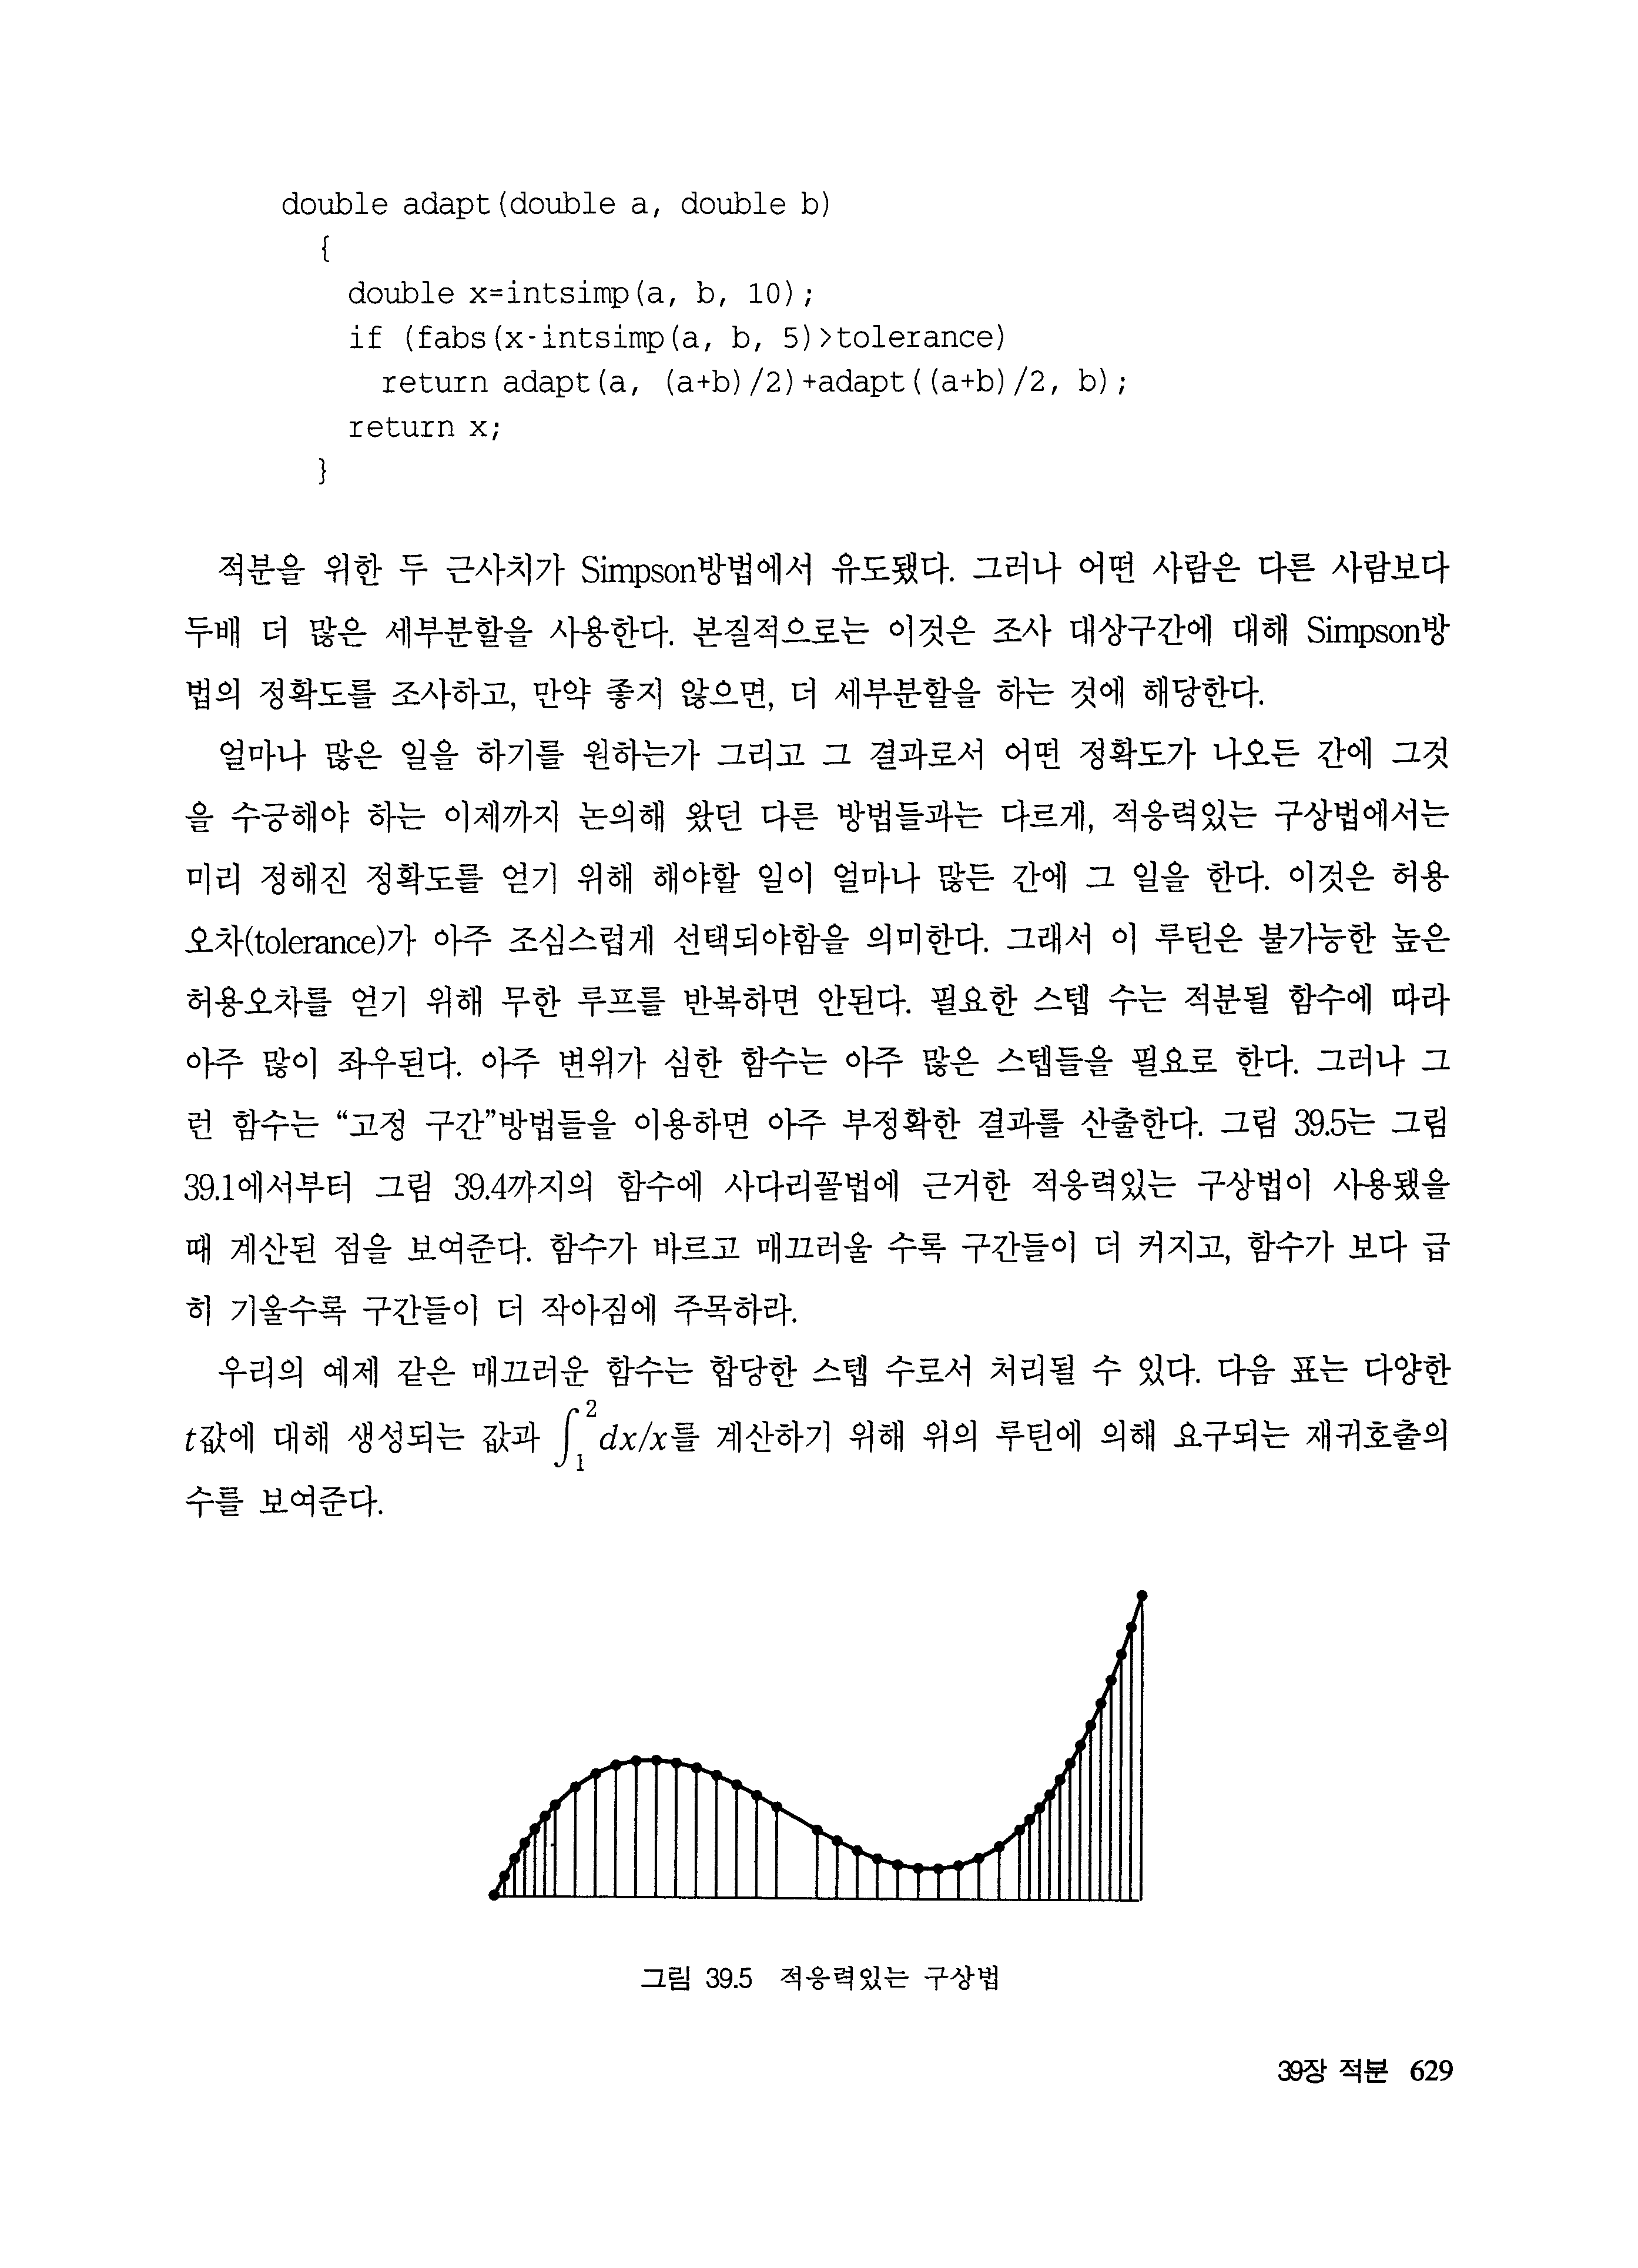 double adapt(double a, double b)
{
double x=intsimp(a, b, 10);
if (fabs(x-intsimp(a, b, 5)>tolerance)
return adapt(a, (a+b)/2)+adapt((a+b)/2, b);
return x;
}
적분을 위한 두 근사치가 Simpson방법에서 유도됐다. 그러나 어떤 사람은 다른 사람보다
두배 더 많은 세부분할을 사용한다. 본질적으로는 이것은 조사 대상구간에 대해 Simpson방
법의 정확도를 조사하고, 만약 좋지 않으면, 더 세부분할을 하는 것에 해당한다.
얼마나 많은 일을 하기를 원하는가 그리고 그 결과로서 어떤 정확도가 나오든 간에 그것
을 수긍해야 하는 이제까지 논의해 왔던 다른 방법들과는 다르게, 적응력있는 구상법에서는
미리 정해진 정확도를 얻기 위해 해야할 일이 얼마나 많든 간에 그 일을 한다. 이것은 허용
오차(tolerance)가 아주 조심스럽게 선택되야함을 의미한다. 그래서 이 루틴은 불가능한 높은
허용오차를 얻기 위해 무한 루프를 반복하면 안된다. 필요한 스텝 수는 적분될 함수에 따라
아주 많이 좌우된다. 아주 변위가 심한 함수는 아주 많은 스텝들을 필요로 한다. 그러나 그
런 함수는 “고정 구간”방법들을 이용하면 아주 부정확한 결과를 산출한다. 그림 39.5는 그림
39.1에서부터 그림 39.4까지의 함수에 사다리꼴법에 근거한 적응력있는 구상법이 사용됐을
때 계산된 점을 보여준다. 함수가 바르고 매끄러울 수록 구간들이 더 커지고, 함수가 보다 급
히 기울수록 구간들이 더 작아짐에 주목하라.
우리의 예제 같은 매끄러운 함수는 합당한 스텝 수로서 처리될 수 있다. 다음 표는 다양한
t값에 대해 생성되는 값과 ∫₁² dx/x를 계산하기 위해 위의 루틴에 의해 요구되는 재귀호출의
수를 보여준다.
그림 39.5 적응력있는 구상법
39장 적분 629